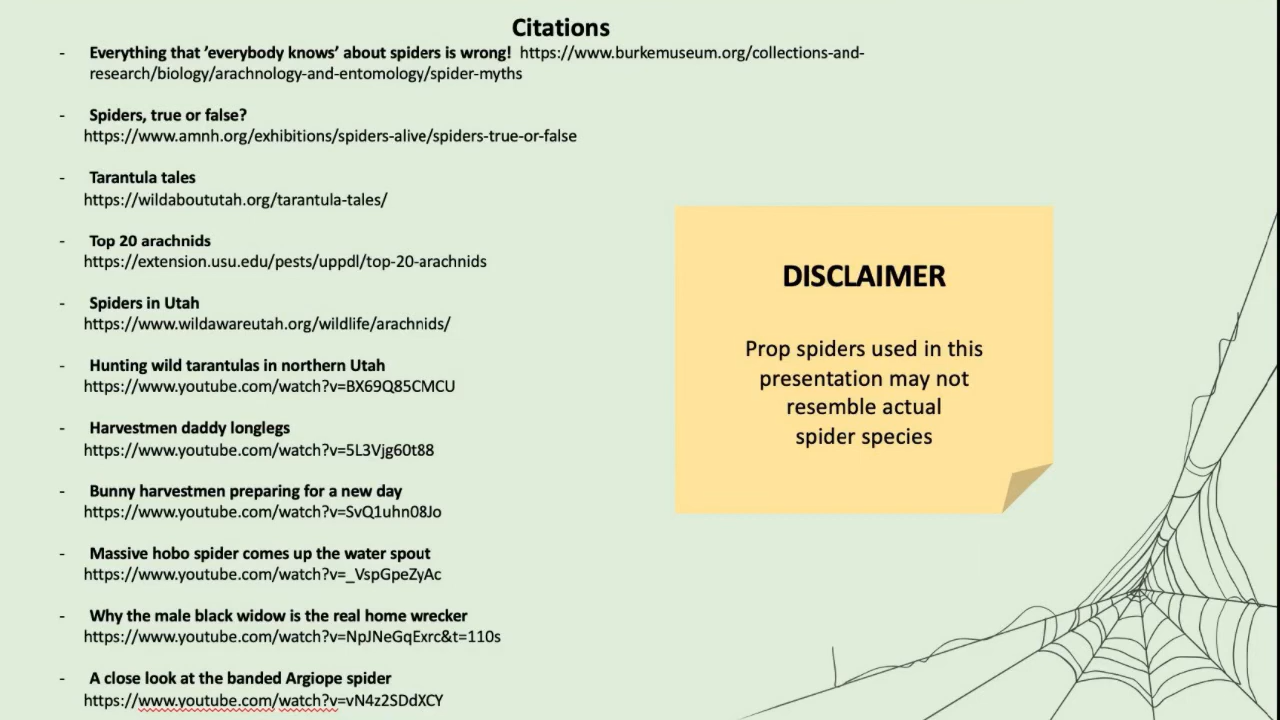 Citations
- Everything that ’everybody knows’ about spiders is wrong! https://www.burkemuseum.org/collections-and-
research/biology/arachnology-and-entomology/spider-myths
- Spiders, true or false?
https://www.amnh.org/exhibitions/spiders-alive/spiders-true-or-false
- Tarantula tales
https://wildaboututah.org/tarantula-tales/
- Top 20 arachnids
https://extension.usu.edu/pests/uppdl/top-20-arachnids
- Spiders in Utah
https://www.wildawareutah.org/wildlife/arachnids/
- Hunting wild tarantulas in northern Utah
https://www.youtube.com/watch?v=BX69Q85CMCU
- Harvestmen daddy longlegs
https://www.youtube.com/watch?v=5L3Vjg60t88
- Bunny harvestmen preparing for a new day
https://www.youtube.com/watch?v=SvQ1uhn08Jo
- Massive hobo spider comes up the water spout
https://www.youtube.com/watch?v=_VspGpeZyAc
- Why the male black widow is the real home wrecker
https://www.youtube.com/watch?v=NpJNeGqExrc&t=110s
- A close look at the banded Argiope spider
https://www.youtube.com/watch?v=vN4z2SDdXCY
DISCLAIMER
Prop spiders used in this
presentation may not
resemble actual
spider species